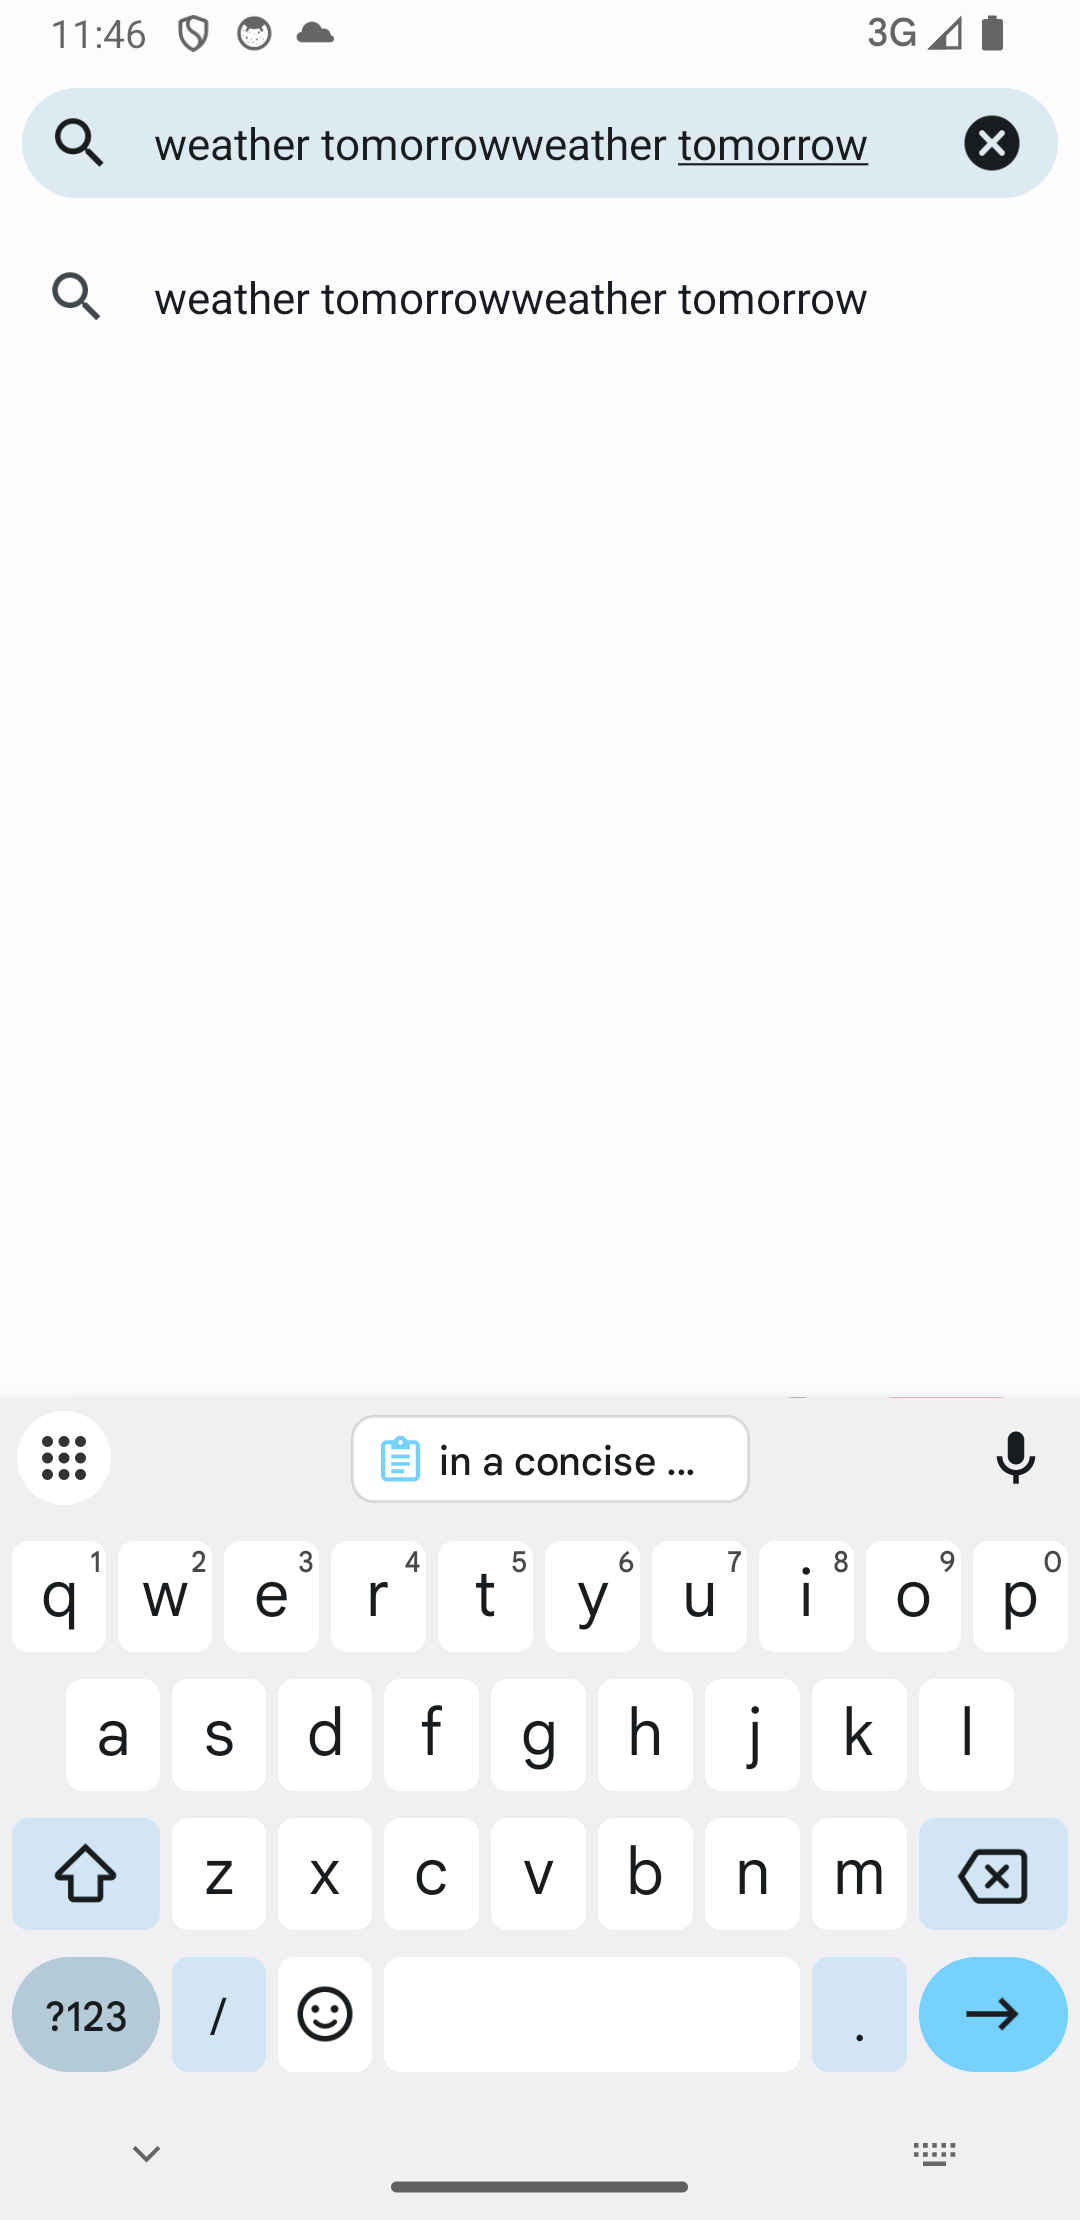 11:46 3G
weather tomorrowweather tomorrow
weather tomorrowweather tomorrow
in a concise ...
q 1 w 2 e 3 r 4 t 5 y 6 u 7 i 8 o 9 p 0
a s d f g h j k l
z x c v b n m
?123 / .